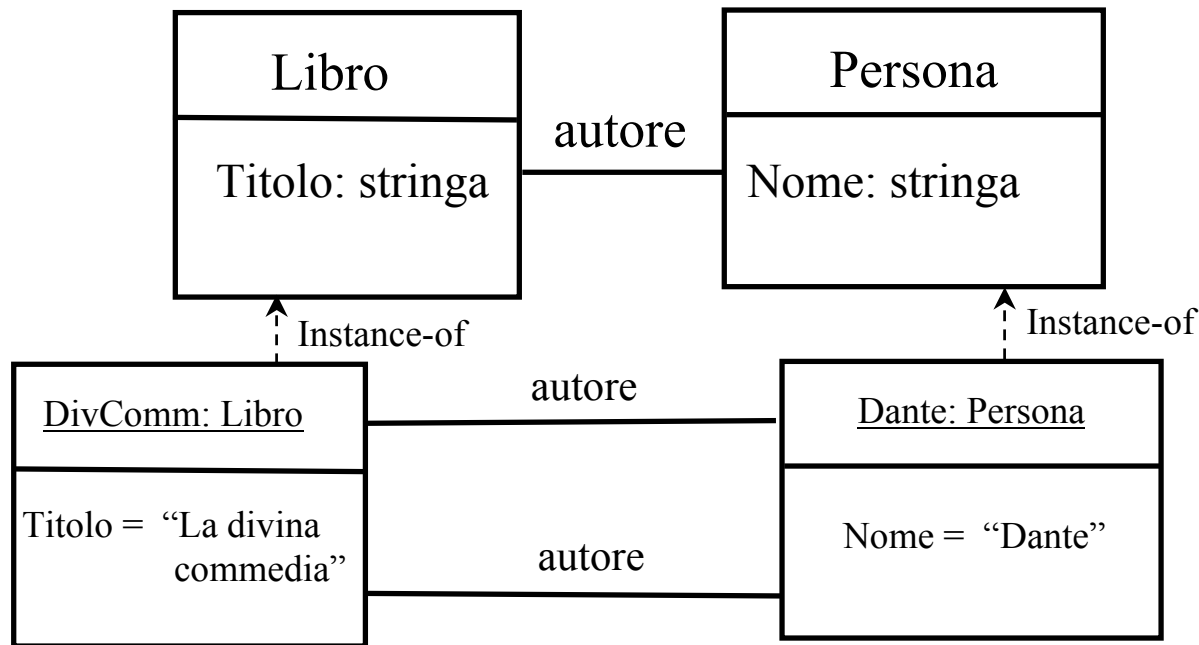 Libro
Persona
autore
Titolo: stringa
Nome: stringa
Instance-of
Instance-of
autore
DivComm: Libro
Dante: Persona
Titolo = “La divina
commedia”
Nome = “Dante”
autore